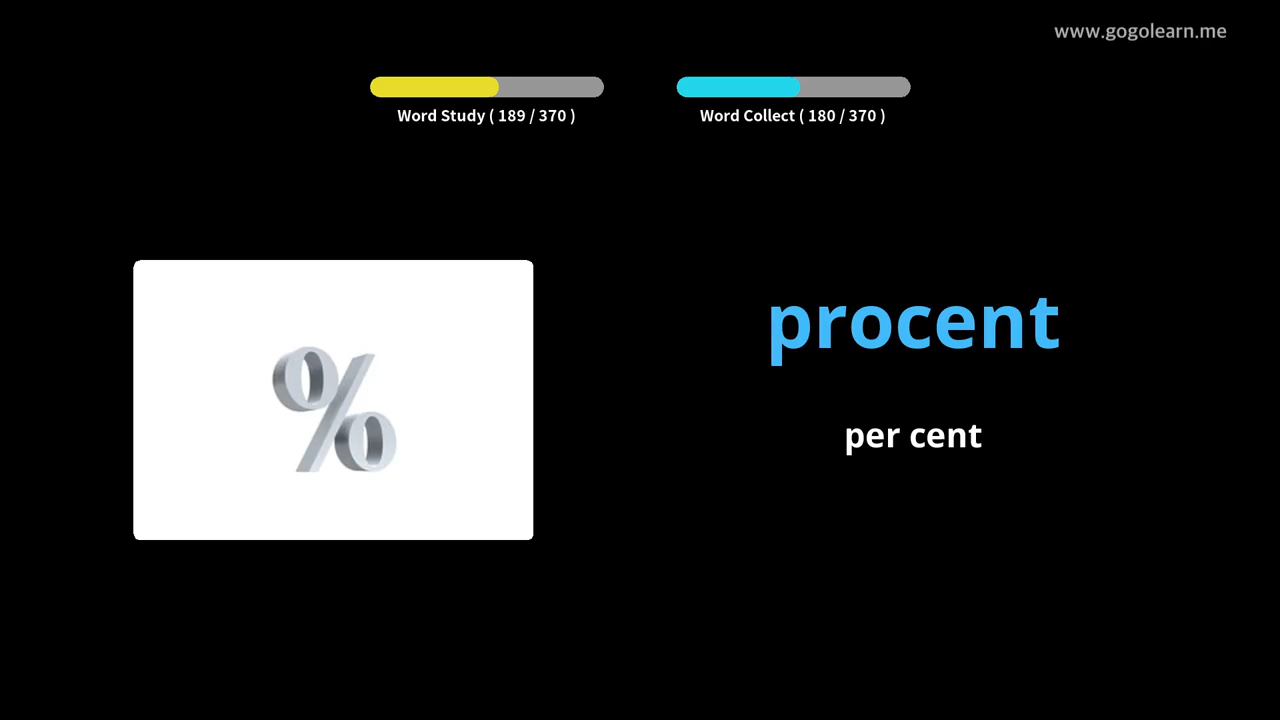 www.gogolearn.me
Word Study ( 189 / 370 )
Word Collect ( 180 / 370 )
%
procent
per cent